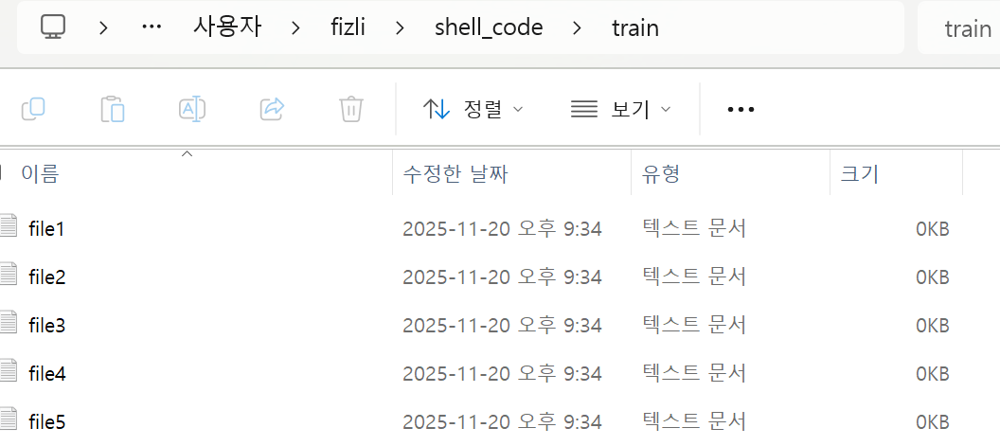 … 사용자 > fizli > shell_code > train train
정렬 보기 •••
이름 수정한 날짜 유형 크기
file1 2025-11-20 오후 9:34 텍스트 문서 0KB
file2 2025-11-20 오후 9:34 텍스트 문서 0KB
file3 2025-11-20 오후 9:34 텍스트 문서 0KB
file4 2025-11-20 오후 9:34 텍스트 문서 0KB
file5 2025-11-20 오후 9:34 텍스트 문서 0KB